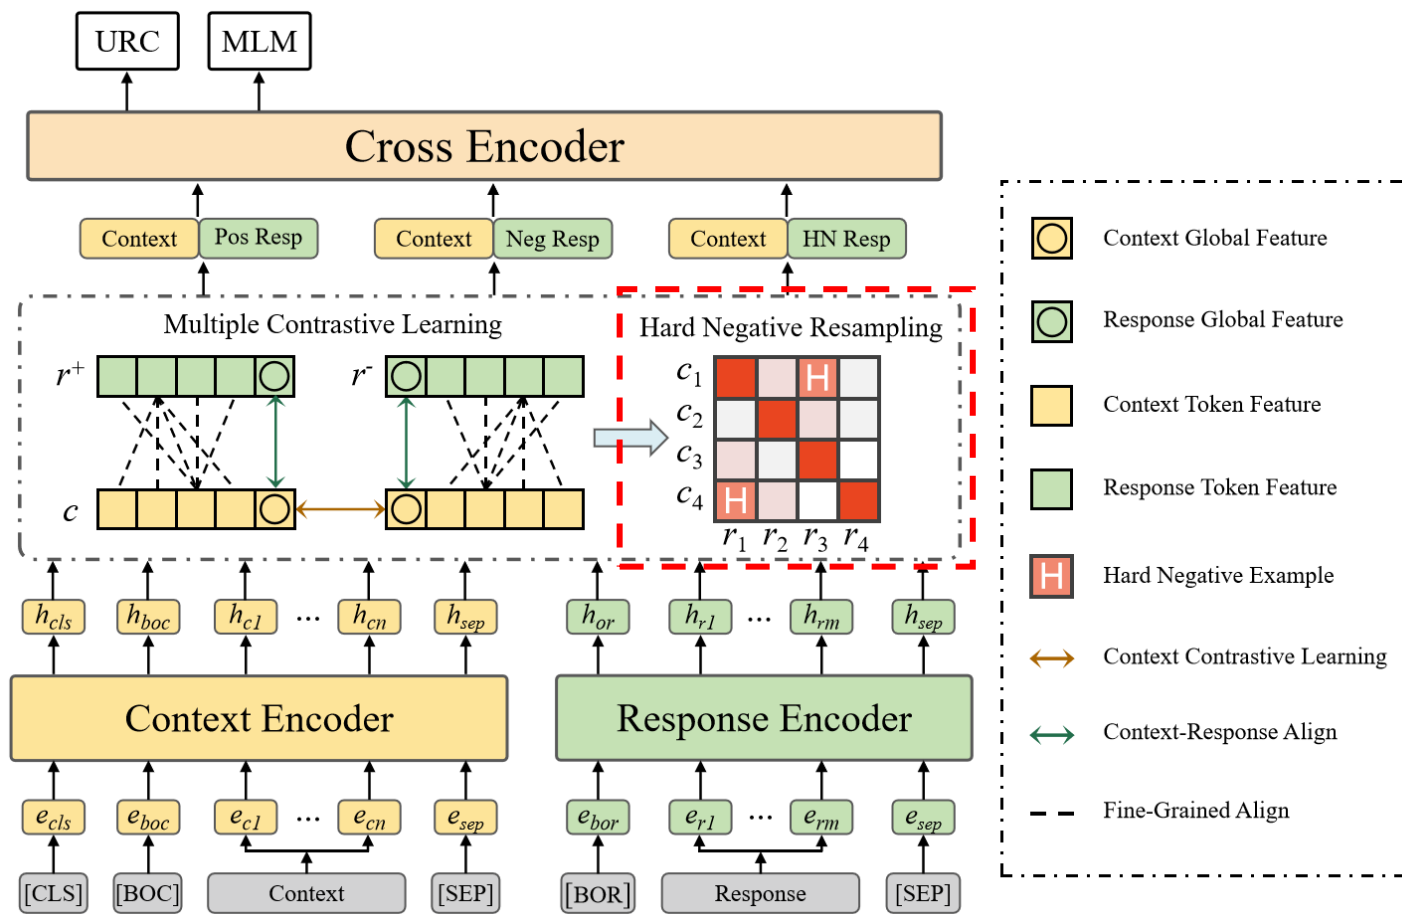 URC MLM
Cross Encoder
Context Pos Resp Context Neg Resp Context HN Resp
Multiple Contrastive Learning
Hard Negative Resampling
r+ r-
c
c1
c2
c3
c4
H
H
r1 r2 r3 r4
hcls hboc hc1 ... hcn hsep hor hr1 ... hrm hsep
Context Encoder Response Encoder
ecls eboc ec1 ... ecn esep ebor er1 ... erm esep
[CLS] [BOC] Context [SEP] [BOR] Response [SEP]
Context Global Feature
Response Global Feature
Context Token Feature
Response Token Feature
H Hard Negative Example
Context Contrastive Learning
Context-Response Align
Fine-Grained Align